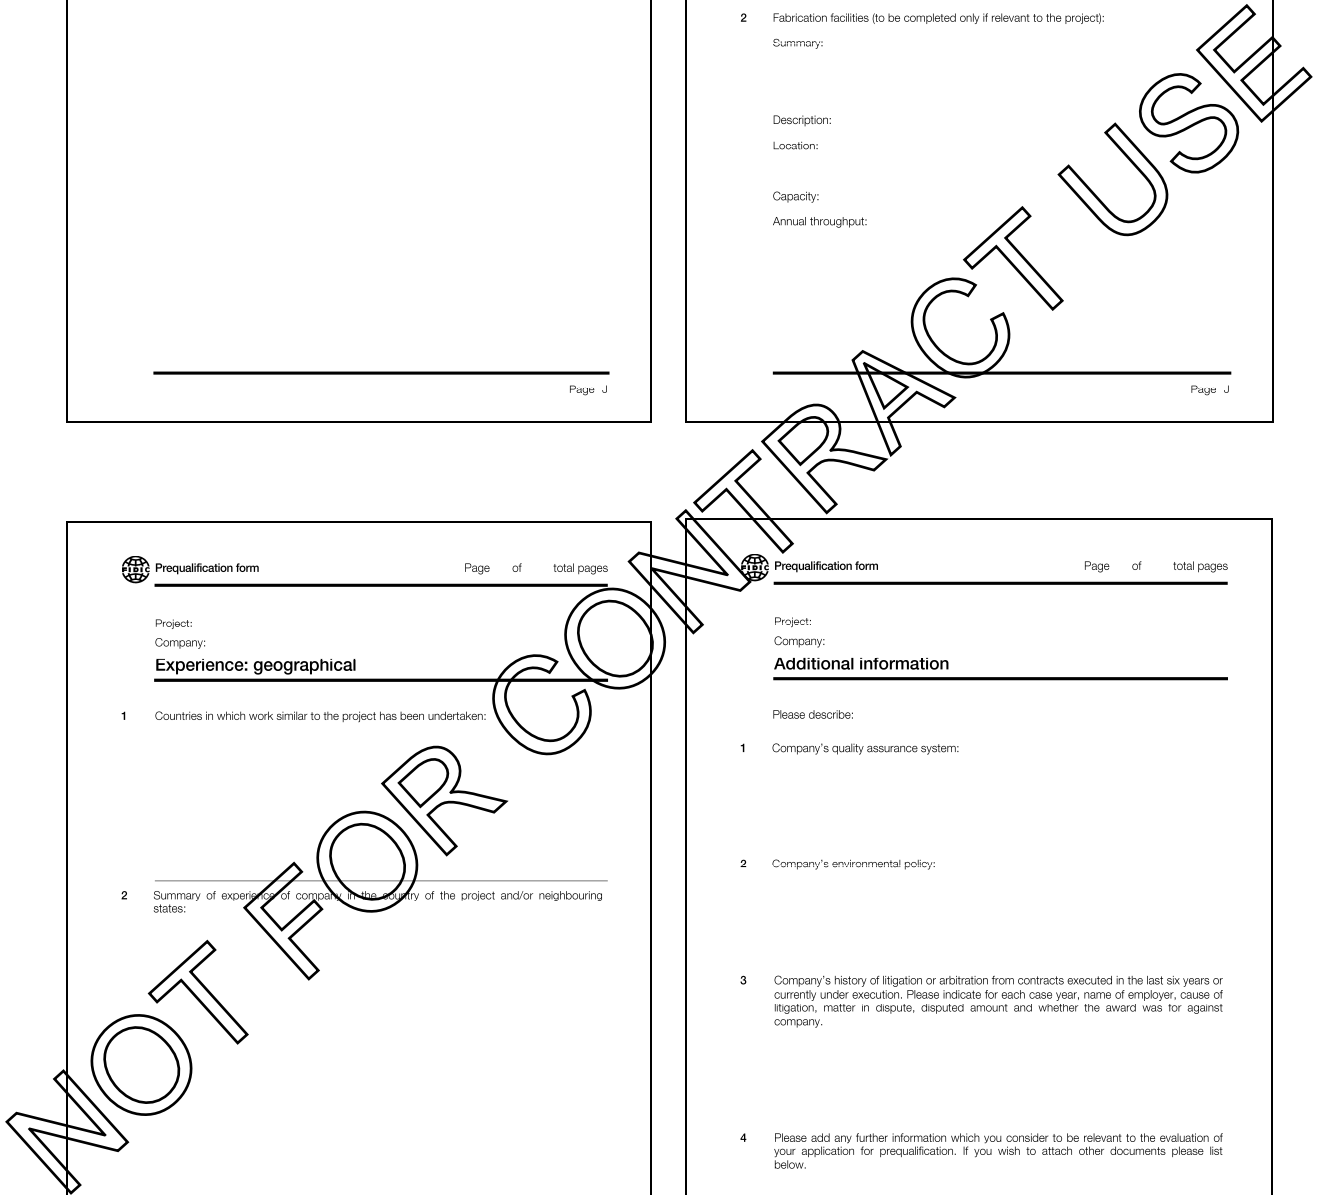 Page J
2 Fabrication facilities (to be completed only if relevant to the project):
Summary:
Description:
Location:
Capacity:
Annual throughput:
Page J
FIDIC Prequalification form Page of total pages
Project:
Company:
Experience: geographical
1 Countries in which work similar to the project has been undertaken:
2 Summary of experience of company in the country of the project and/or neighbouring
states:
FIDIC Prequalification form Page of total pages
Project:
Company:
Additional information
Please describe:
1 Company's quality assurance system:
2 Company's environmental policy:
3 Company's history of litigation or arbitration from contracts executed in the last six years or
currently under execution. Please indicate for each case year, name of employer, cause of
litigation, matter in dispute, disputed amount and whether the award was for against
company.
4 Please add any further information which you consider to be relevant to the evaluation of
your application for prequalification. If you wish to attach other documents please list
below.
NOT FOR CONTRACT USE